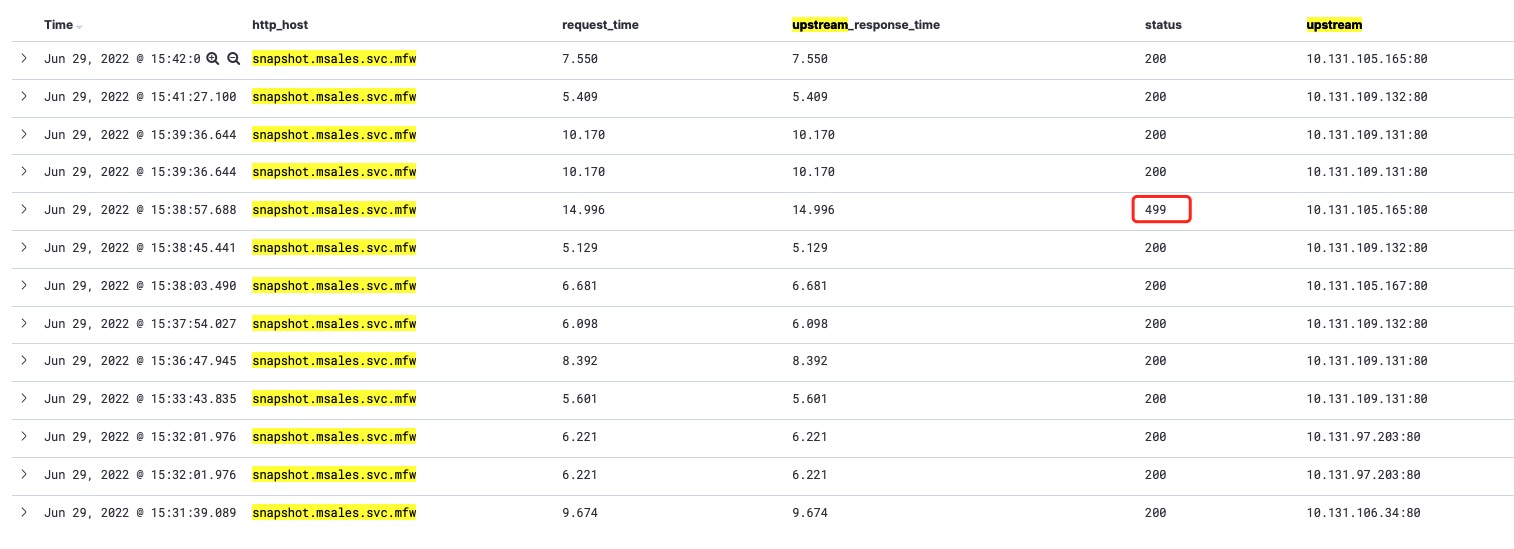 Time http_host request_time upstream_response_time status upstream
Jun 29, 2022 @ 15:42:0 snapshot.msales.svc.mfw 7.550 7.550 200 10.131.105.165:80
Jun 29, 2022 @ 15:41:27.100 snapshot.msales.svc.mfw 5.409 5.409 200 10.131.109.132:80
Jun 29, 2022 @ 15:39:36.644 snapshot.msales.svc.mfw 10.170 10.170 200 10.131.109.131:80
Jun 29, 2022 @ 15:39:36.644 snapshot.msales.svc.mfw 10.170 10.170 200 10.131.109.131:80
Jun 29, 2022 @ 15:38:57.688 snapshot.msales.svc.mfw 14.996 14.996 499 10.131.105.165:80
Jun 29, 2022 @ 15:38:45.441 snapshot.msales.svc.mfw 5.129 5.129 200 10.131.109.132:80
Jun 29, 2022 @ 15:38:03.490 snapshot.msales.svc.mfw 6.681 6.681 200 10.131.105.167:80
Jun 29, 2022 @ 15:37:54.027 snapshot.msales.svc.mfw 6.098 6.098 200 10.131.109.132:80
Jun 29, 2022 @ 15:36:47.945 snapshot.msales.svc.mfw 8.392 8.392 200 10.131.109.131:80
Jun 29, 2022 @ 15:33:43.835 snapshot.msales.svc.mfw 5.601 5.601 200 10.131.109.131:80
Jun 29, 2022 @ 15:32:01.976 snapshot.msales.svc.mfw 6.221 6.221 200 10.131.97.203:80
Jun 29, 2022 @ 15:32:01.976 snapshot.msales.svc.mfw 6.221 6.221 200 10.131.97.203:80
Jun 29, 2022 @ 15:31:39.089 snapshot.msales.svc.mfw 9.674 9.674 200 10.131.106.34:80